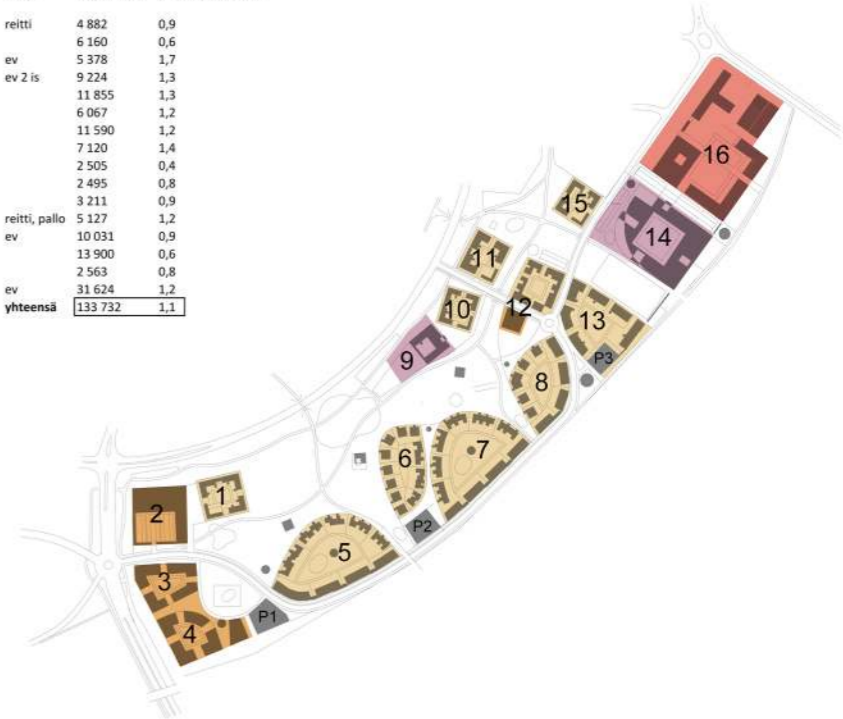 reitti 4 882 0,9
6 160 0,6
ev 5 378 1,7
ev 2 is 9 224 1,3
11 855 1,3
6 067 1,2
11 590 1,2
7 120 1,4
2 505 0,4
2 495 0,8
3 211 0,9
reitti, pallo 5 127 1,2
ev 10 031 0,9
13 900 0,6
2 563 0,8
ev 31 624 1,2
yhteensä 133 732 1,1
16
15
14
11
10
12
13
9
P3
8
7
6
1
2
P2
5
3
P1
4